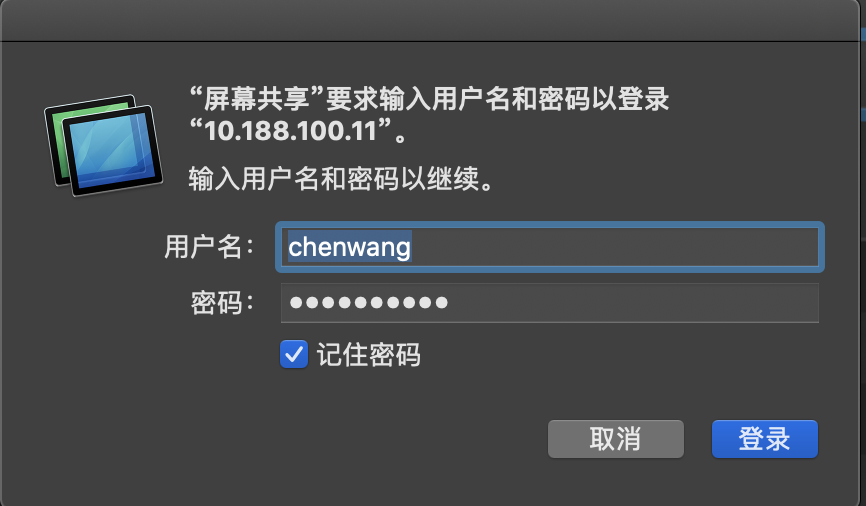 “屏幕共享”要求输入用户名和密码以登录
“10.188.100.11”。
输入用户名和密码以继续。
用户名：chenwang
密码：••••••••••
记住密码
取消 登录